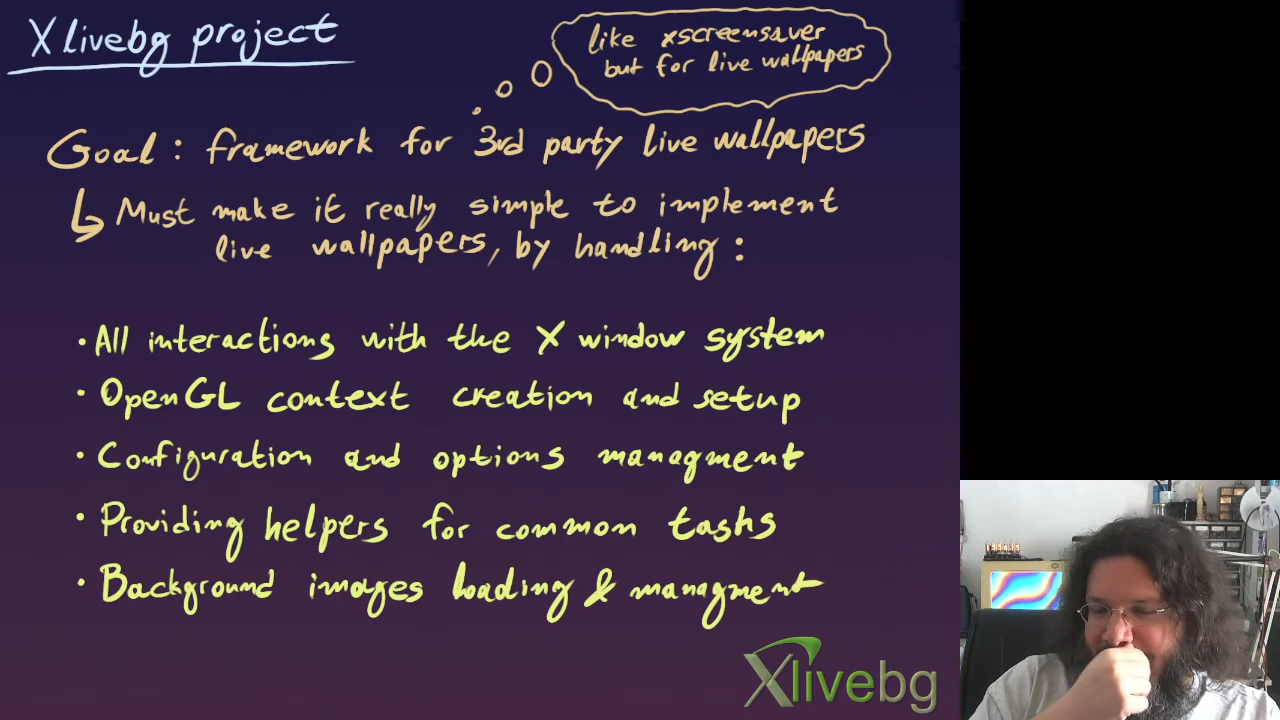 Xlivebg project
like xscreensaver
but for live wallpapers
Goal: framework for 3rd party live wallpapers
↳ Must make it really simple to implement
live wallpapers, by handling:
• All interactions with the X window system
• OpenGL context creation and setup
• Configuration and options managment
• Providing helpers for common tasks
• Background images loading & managment
Xlivebg